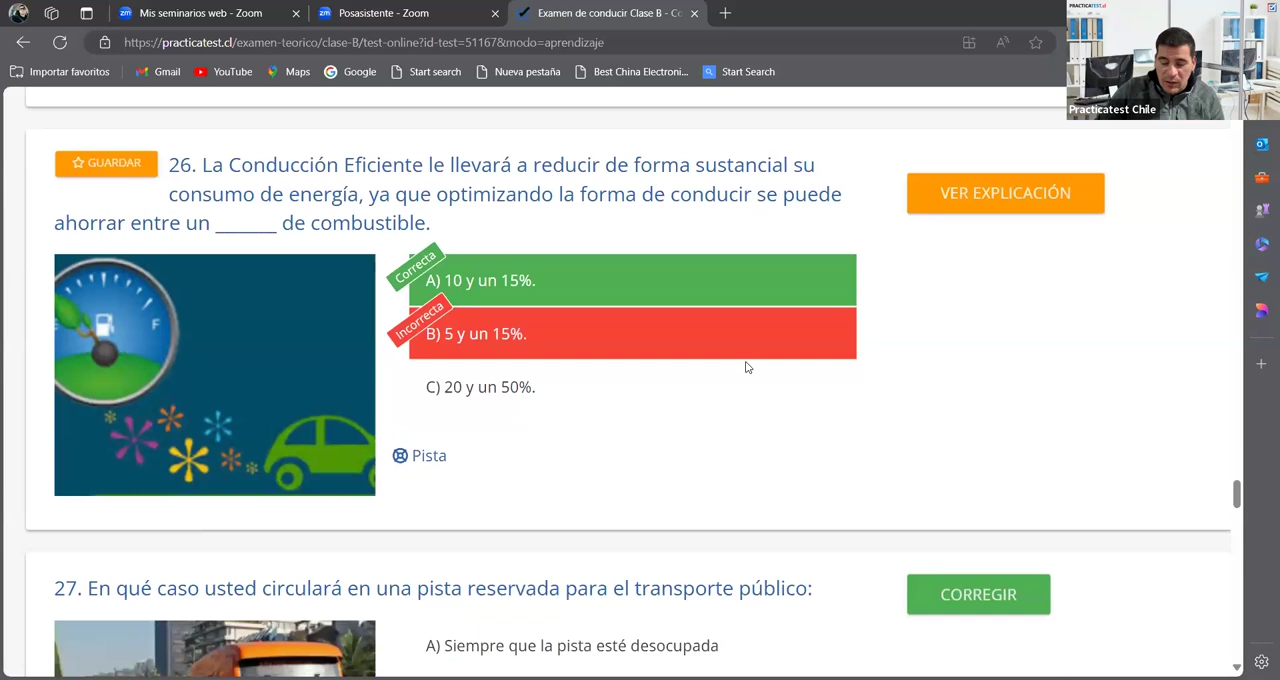 Mis seminarios web - Zoom
Posasistente - Zoom
Examen de conducir Clase B - Co
https://practicatest.cl/examen-teorico/clase-B/test-online?id-test=51167&modo=aprendizaje
Importar favoritos
Gmail
YouTube
Maps
Google
Start search
Nueva pestaña
Best China Electroni...
Start Search
PRACTICATEST.cl
Practicatest Chile
GUARDAR
26. La Conducción Eficiente le llevará a reducir de forma sustancial su
consumo de energía, ya que optimizando la forma de conducir se puede
ahorrar entre un _______ de combustible.
VER EXPLICACIÓN
Correcta
A) 10 y un 15%.
Incorrecta
B) 5 y un 15%.
C) 20 y un 50%.
F
Pista
27. En qué caso usted circulará en una pista reservada para el transporte público:
CORREGIR
A) Siempre que la pista esté desocupada